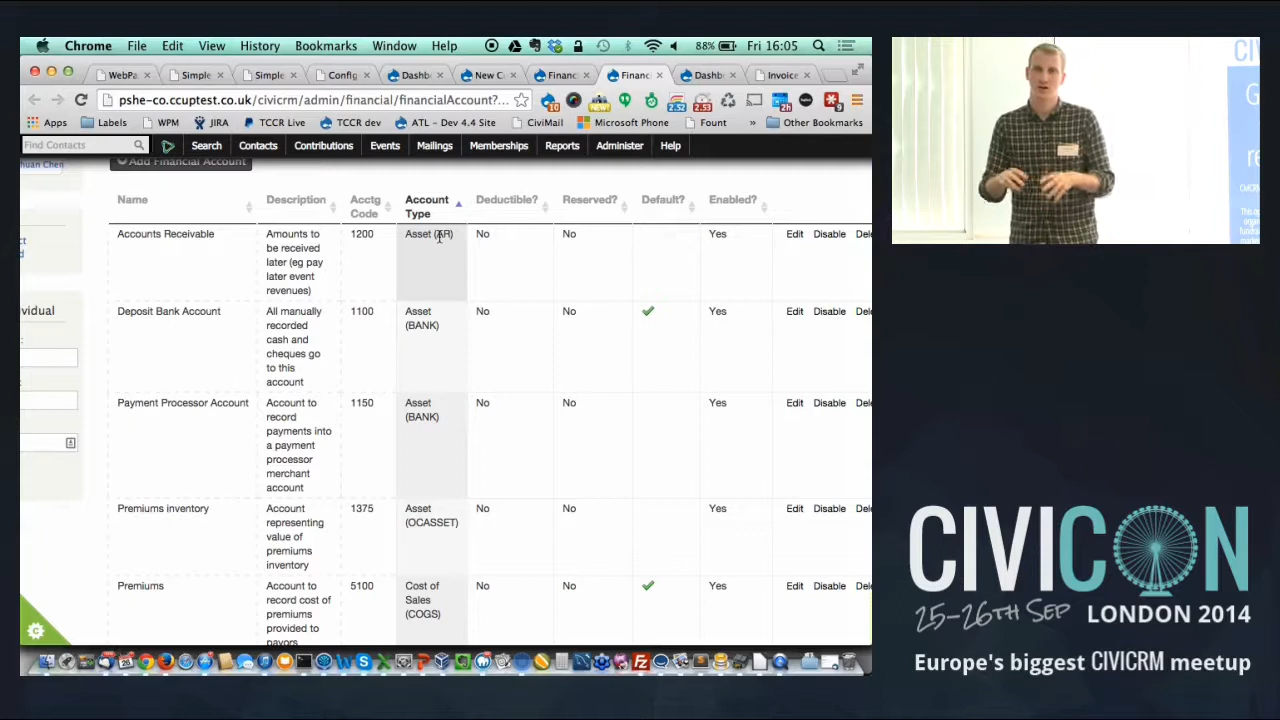 Chrome File Edit View History Bookmarks Window Help 88% Fri 16:05
WebPa Simple Simple Config Dashb New C Financ Financ Dashb Invoice
pshe-co.ccuptest.co.uk/civicrm/admin/financial/financialAccount?...
Apps Labels WPM JIRA TCCR Live TCCR dev ATL - Dev 4.4 Site CiviMail Microsoft Phone Fount » Other Bookmarks
Find Contacts Search Contacts Contributions Events Mailings Memberships Reports Administer Help
huan Chen
Add Financial Account
Name Description Acctg Code Account Type Deductible? Reserved? Default? Enabled?
Accounts Receivable Amounts to 1200 Asset (AR) No No Yes Edit Disable Dele
be received
later (eg pay
later event
revenues)
ividual
Deposit Bank Account All manually 1100 Asset No No Yes Edit Disable Dele
recorded (BANK)
cash and
cheques go
to this
account
Payment Processor Account Account to 1150 Asset No No Yes Edit Disable Dele
record (BANK)
payments into
a payment
processor
merchant
account
Premiums inventory Account 1375 Asset No No Yes Edit Disable Dele
representing (OCASSET)
value of
premiums
inventory
Premiums Account to 5100 Cost of No No Yes Edit Disable Dele
record cost of Sales
premiums (COGS)
provided to
payors
CIVICON
25-26TH SEP LONDON 2014
Europe's biggest CIVICRM meetup